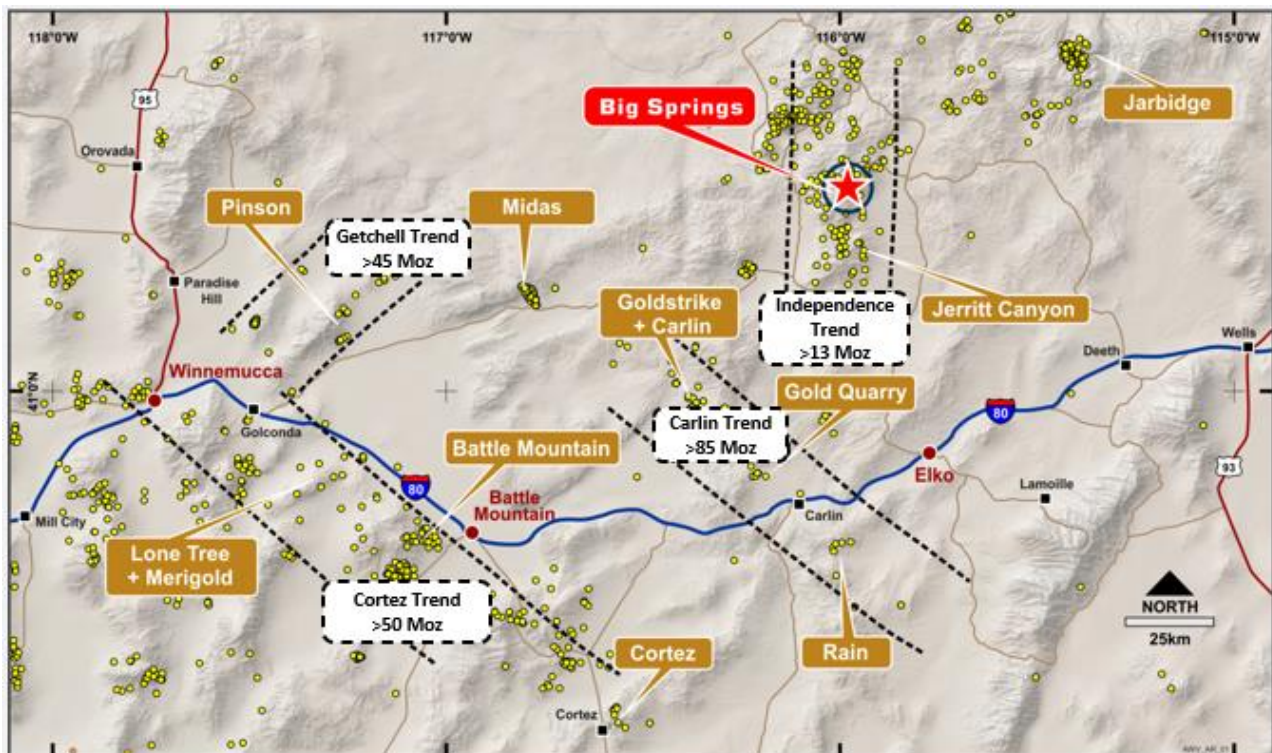 118°0'W
117°0'W
116°0'W
115°0'W
95
Big Springs
Jarbidge
Orovada
Pinson
Getchell Trend
>45 Moz
Midas
Paradise
Hill
Goldstrike
+ Carlin
Independence
Trend
>13 Moz
Jerritt Canyon
Wells
Deeth
41°0'N
Winnemucca
Golconda
Gold Quarry
80
Carlin Trend
>85 Moz
Battle Mountain
80
Elko
93
Battle
Mountain
Carlin
Lamoille
Mill City
Lone Tree
+ Merigold
Cortez Trend
>50 Moz
Cortez
Rain
NORTH
25km
Cortez